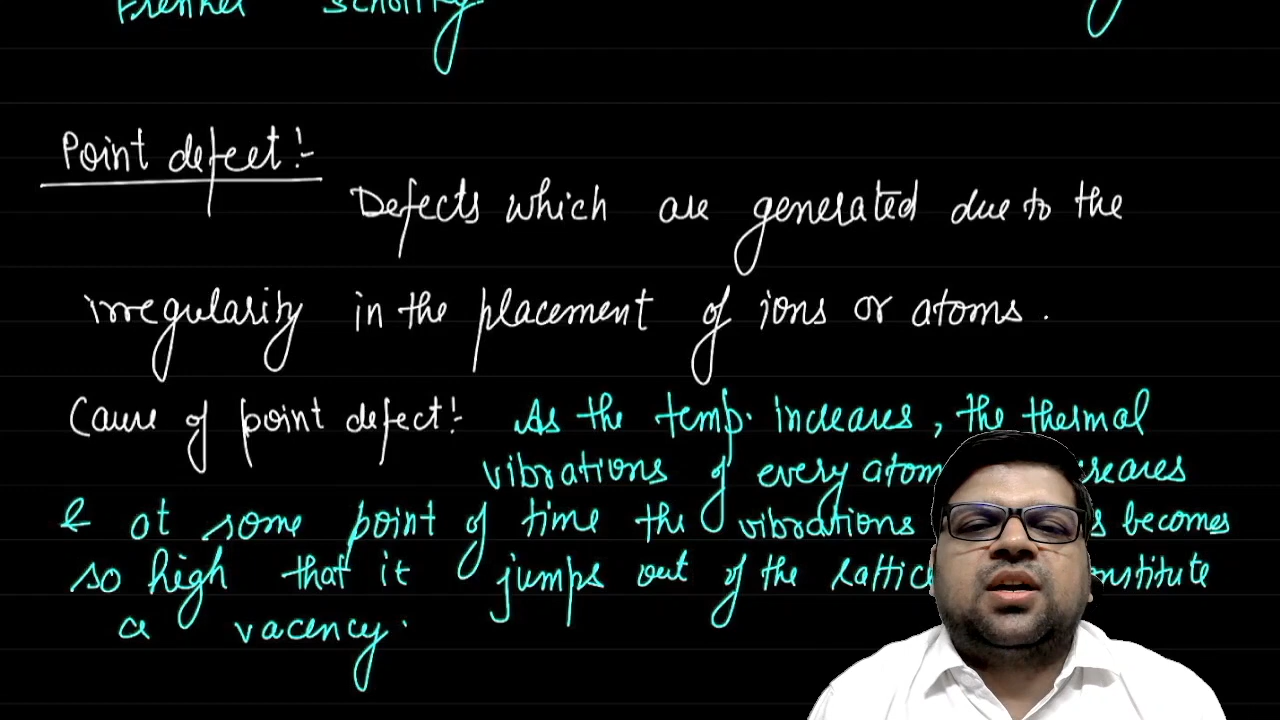 Frenkel Schottky
Point defect:-
Defects which are generated due to the
irregularity in the placement of ions or atoms.
Cause of point defect:- As the temp. increases, the thermal
vibrations of every atom
& at some point of time the vibrations becomes
so high that it jumps out of the lattice
a vacency.